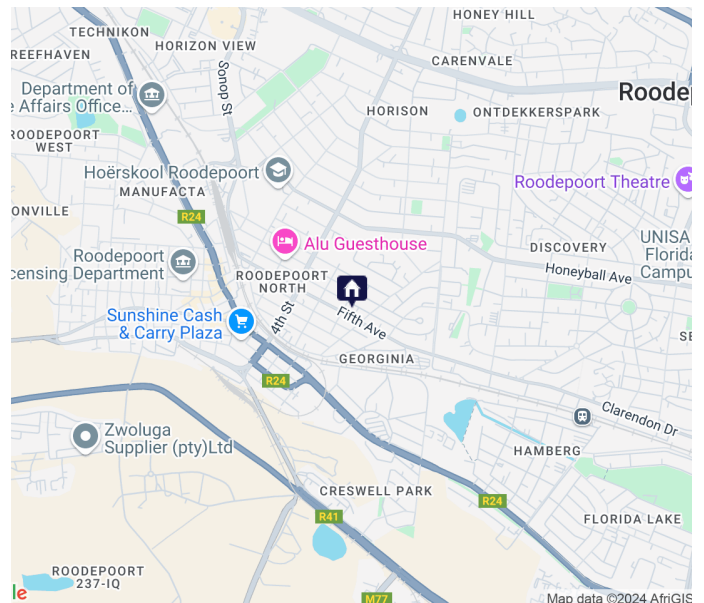 HONEY HILL
TECHNIKON
HORIZON VIEW
REEFHAVEN
CARENVALE
Sonop St
Department of
e Affairs Office...
Roodep
HORISON
ONTDEKKERSPARK
ROODEPOORT
WEST
Hoërskool Roodepoort
Roodepoort Theatre
MANUFACTA
ONVILLE
R24
Alu Guesthouse
UNISA
Florida
Campu
DISCOVERY
Roodepoort
censing Department
ROODEPOORT
NORTH
Honeyball Ave
4th St
Sunshine Cash
& Carry Plaza
Fifth Ave
SE
GEORGINIA
R24
Clarendon Dr
Zwoluga
Supplier (pty)Ltd
HAMBERG
CRESWELL PARK
R24
R41
FLORIDA LAKE
ROODEPOORT
237-IQ
le
M77
Map data ©2024 AfriGIS